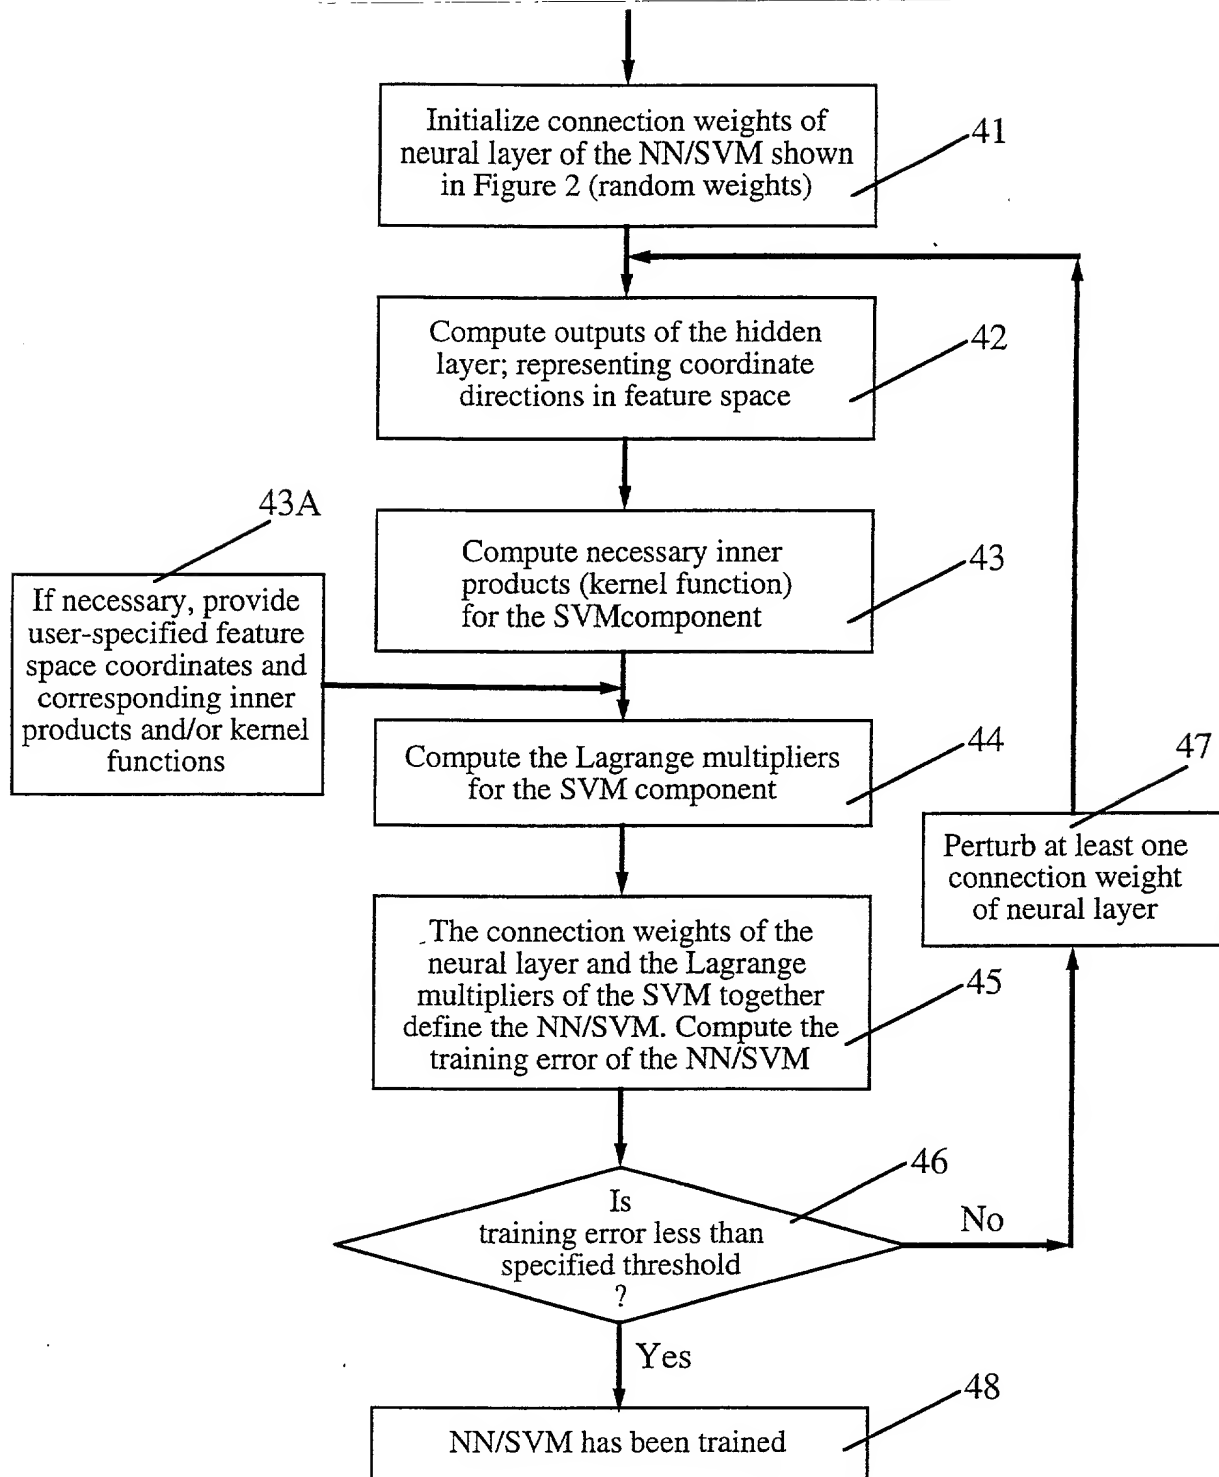 Initialize connection weights of
neural layer of the NN/SVM shown
in Figure 2 (random weights)
41
Compute outputs of the hidden
layer; representing coordinate
directions in feature space
42
43A
If necessary, provide
user-specified feature
space coordinates and
corresponding inner
products and/or kernel
functions
Compute necessary inner
products (kernel function)
for the SVMcomponent
43
Compute the Lagrange multipliers
for the SVM component
44
47
Perturb at least one
connection weight
of neural layer
The connection weights of the
neural layer and the Lagrange
multipliers of the SVM together
define the NN/SVM. Compute the
training error of the NN/SVM
45
46
Is
training error less than
specified threshold
?
No
Yes
48
NN/SVM has been trained